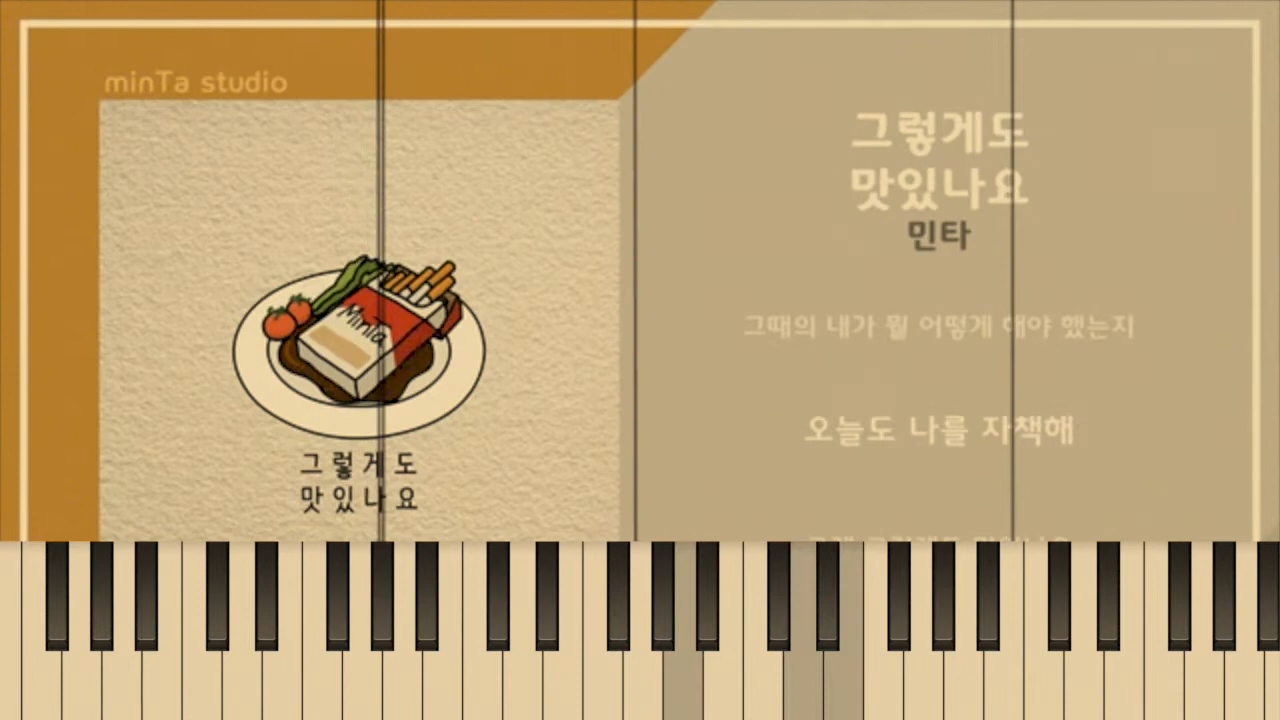 minTa studio
그렇게도
맛있나요
민타
그때의 내가 뭘 어떻게 해야 했는지
오늘도 나를 자책해
MinTa
그렇게도
맛있나요